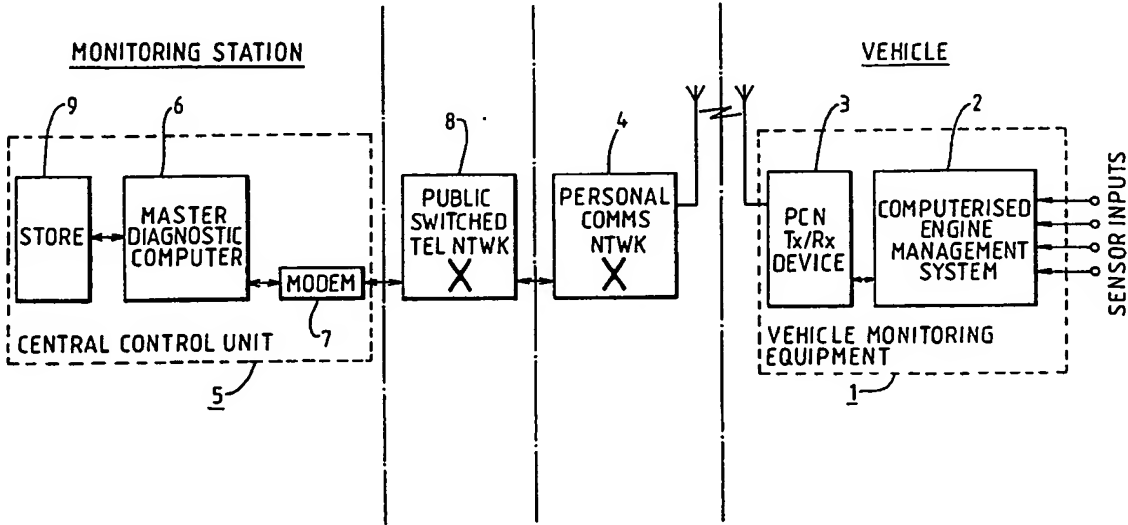 MONITORING STATION
VEHICLE
9
6
8
4
3
2
STORE
MASTER
DIAGNOSTIC
COMPUTER
MODEM
7
CENTRAL CONTROL UNIT
5
PUBLIC
SWITCHED
TEL NTWK
X
PERSONAL
COMMS
NTWK
X
PCN
Tx/Rx
DEVICE
COMPUTERISED
ENGINE
MANAGEMENT
SYSTEM
SENSOR INPUTS
VEHICLE MONITORING
EQUIPMENT
1